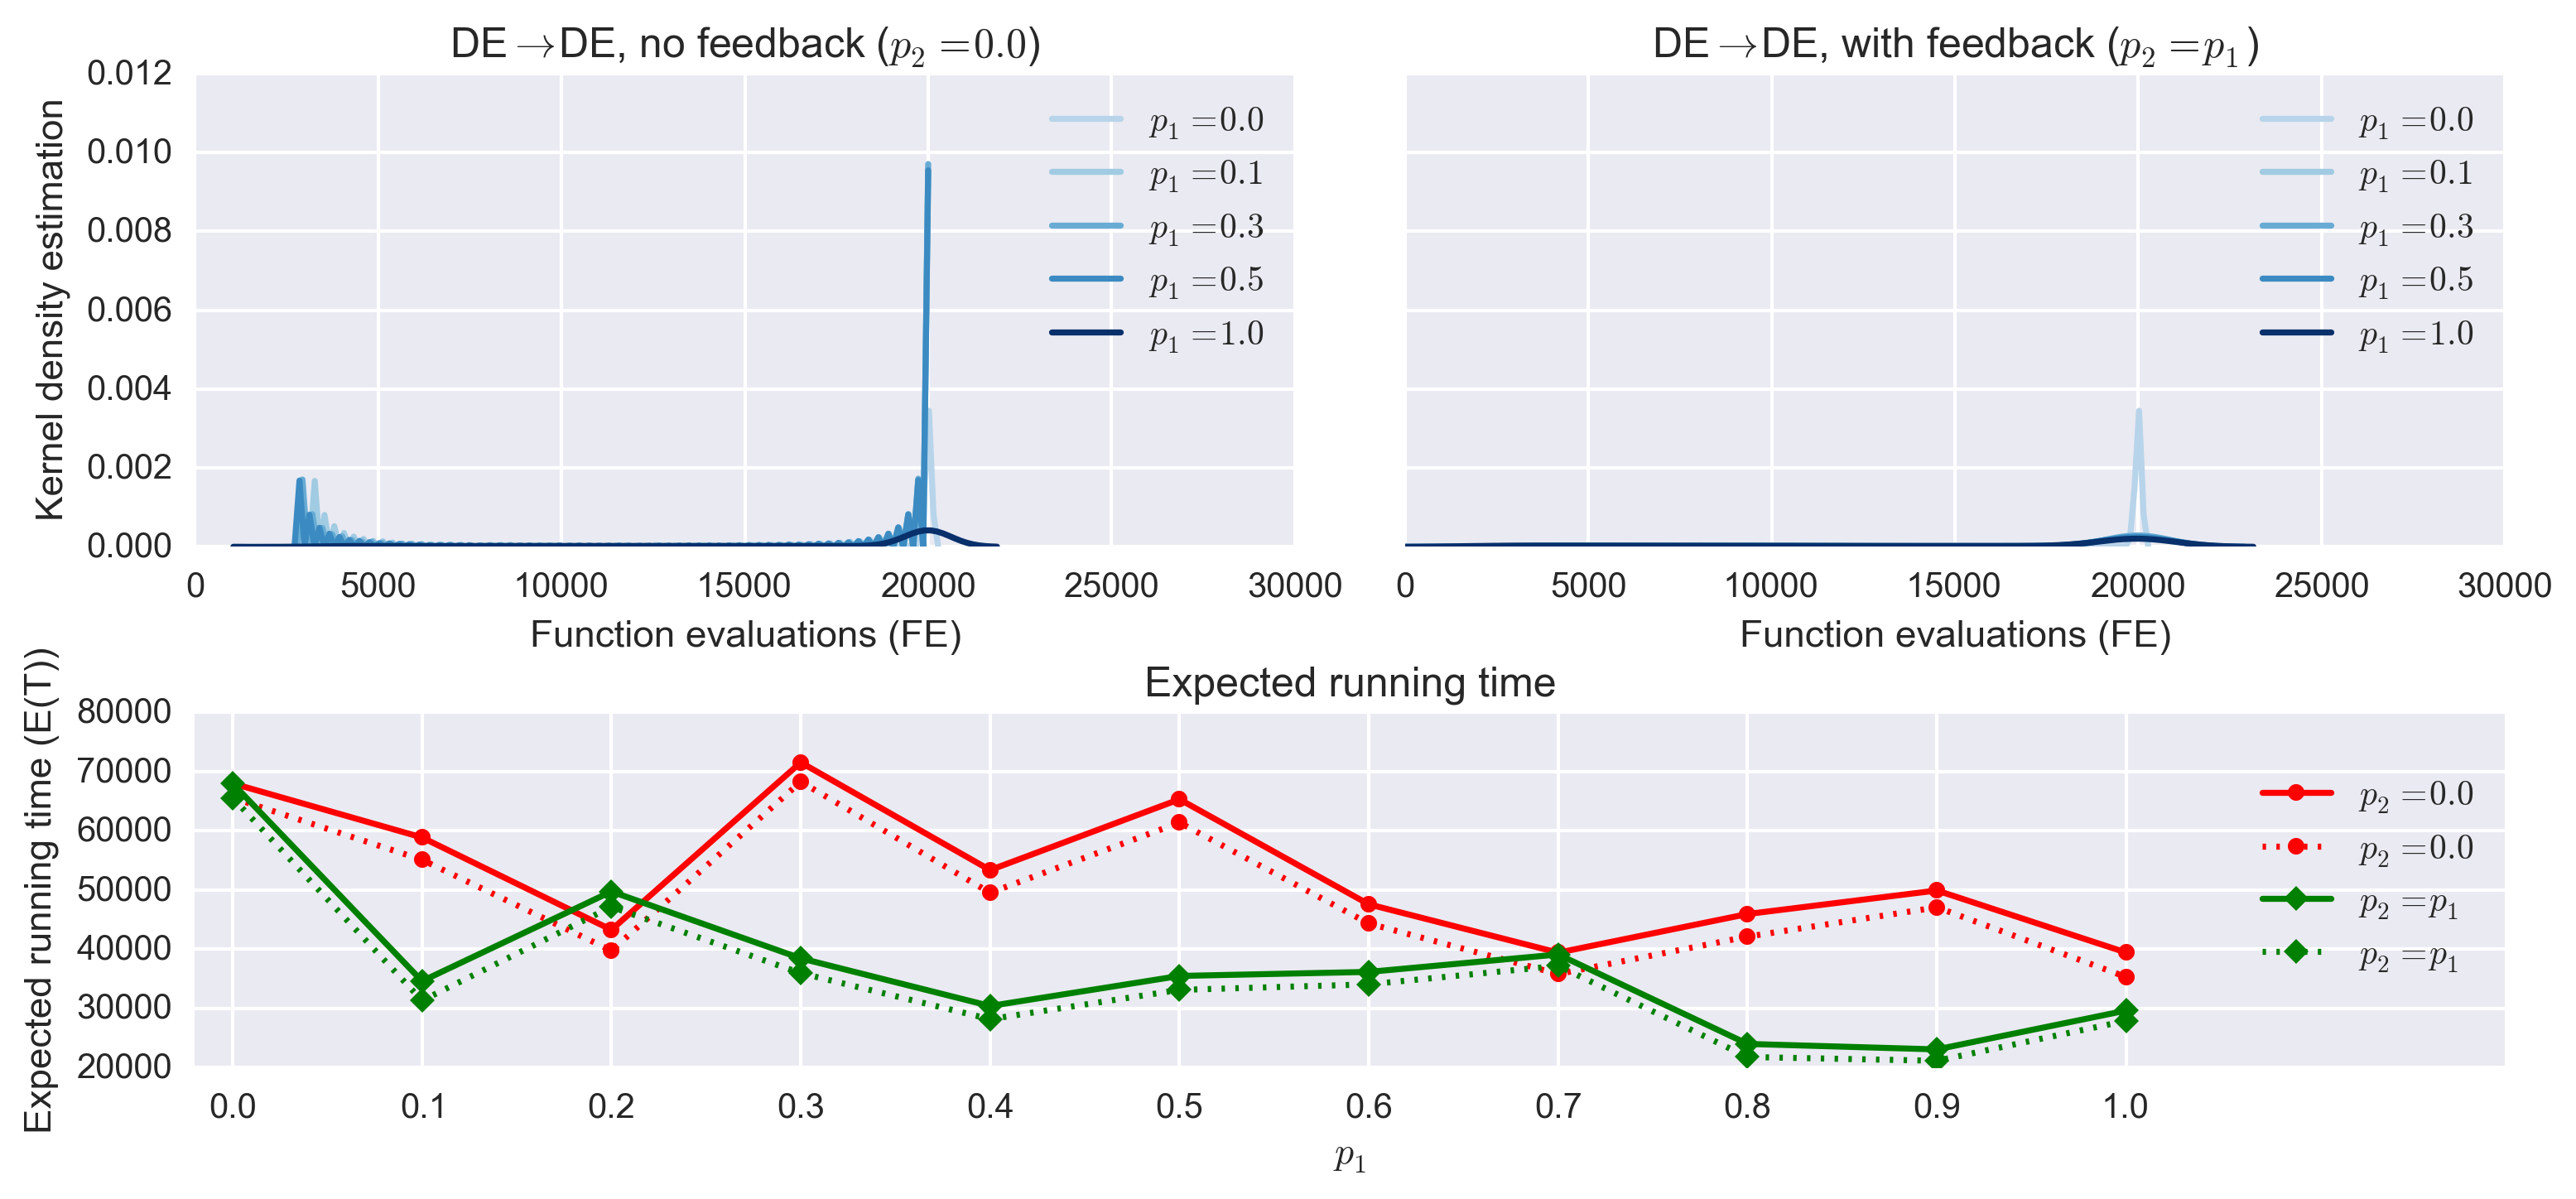 DE→DE, no feedback (p₂ = 0.0)
0.012
0.010
0.008
0.006
0.004
0.002
0.000
Kernel density estimation
p₁ = 0.0
p₁ = 0.1
p₁ = 0.3
p₁ = 0.5
p₁ = 1.0
0 5000 10000 15000 20000 25000 30000
Function evaluations (FE)
DE→DE, with feedback (p₂ = p₁)
p₁ = 0.0
p₁ = 0.1
p₁ = 0.3
p₁ = 0.5
p₁ = 1.0
0 5000 10000 15000 20000 25000 30000
Function evaluations (FE)
Expected running time
80000
70000
60000
50000
40000
30000
20000
Expected running time (E(T))
p₂ = 0.0
p₂ = 0.0
p₂ = p₁
p₂ = p₁
0.0 0.1 0.2 0.3 0.4 0.5 0.6 0.7 0.8 0.9 1.0
p₁